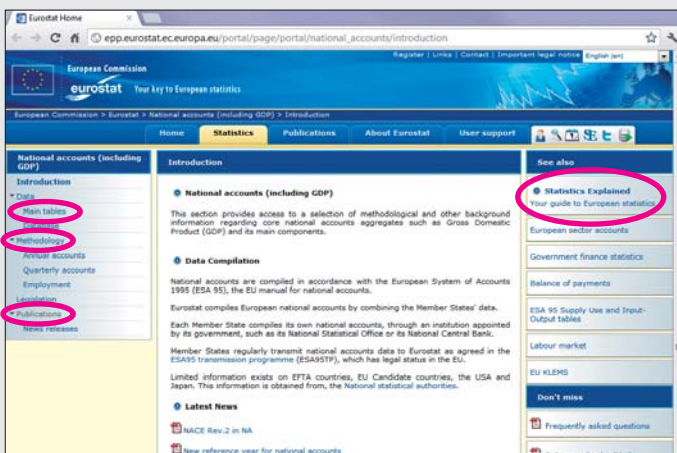 Eurostat Home
epp.eurostat.ec.europa.eu/portal/page/portal/national_accounts/introduction
Register | Links | Contact | Important legal notice
English (en)
European Commission
eurostat Your key to European statistics
European Commission > Eurostat > National accounts (including GDP) > Introduction
Home Statistics Publications About Eurostat User support
National accounts (including
GDP)
Introduction
Data
Main tables
Database
Methodology
Annual accounts
Quarterly accounts
Employment
Legislation
Publications
News releases
Introduction
National accounts (including GDP)
This section provides access to a selection of methodological and other background
information regarding core national accounts aggregates such as Gross Domestic
Product (GDP) and its main components.
Data Compilation
National accounts are compiled in accordance with the European System of Accounts
1995 (ESA 95), the EU manual for national accounts.
Eurostat compiles European national accounts by combining the Member States' data.
Each Member State compiles its own national accounts, through an institution appointed
by its government, such as its National Statistical Office or its National Central Bank.
Member States regularly transmit national accounts data to Eurostat as agreed in the
ESA95 transmission programme (ESA95TP), which has legal status in the EU.
Limited information exists on EFTA countries, EU Candidate countries, the USA and
Japan. This information is obtained from, the National statistical authorities.
Latest News
NACE Rev.2 in NA
New reference year for national accounts
See also
Statistics Explained
Your guide to European statistics
European sector accounts
Government finance statistics
Balance of payments
ESA 95 Supply Use and Input-
Output tables
Labour market
EU KLEMS
Don't miss
Frequently asked questions